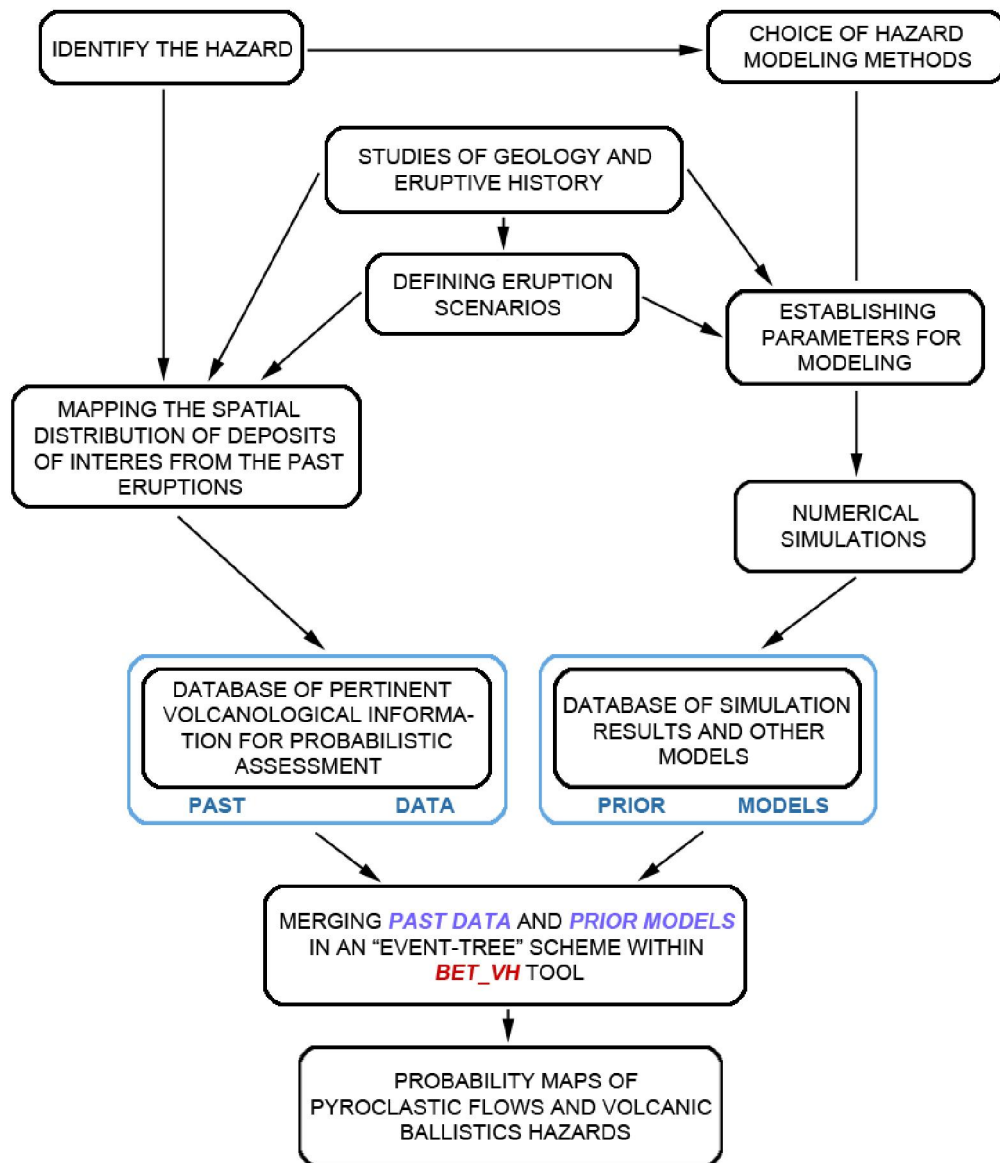 IDENTIFY THE HAZARD
CHOICE OF HAZARD
MODELING METHODS
STUDIES OF GEOLOGY AND
ERUPTIVE HISTORY
DEFINING ERUPTION
SCENARIOS
ESTABLISHING
PARAMETERS FOR
MODELING
MAPPING THE SPATIAL
DISTRIBUTION OF DEPOSITS
OF INTERES FROM THE PAST
ERUPTIONS
NUMERICAL
SIMULATIONS
DATABASE OF PERTINENT
VOLCANOLOGICAL INFORMA-
TION FOR PROBABILISTIC
ASSESSMENT
PAST DATA
DATABASE OF SIMULATION
RESULTS AND OTHER
MODELS
PRIOR MODELS
MERGING PAST DATA AND PRIOR MODELS
IN AN “EVENT-TREE” SCHEME WITHIN
BET_VH TOOL
PROBABILITY MAPS OF
PYROCLASTIC FLOWS AND VOLCANIC
BALLISTICS HAZARDS